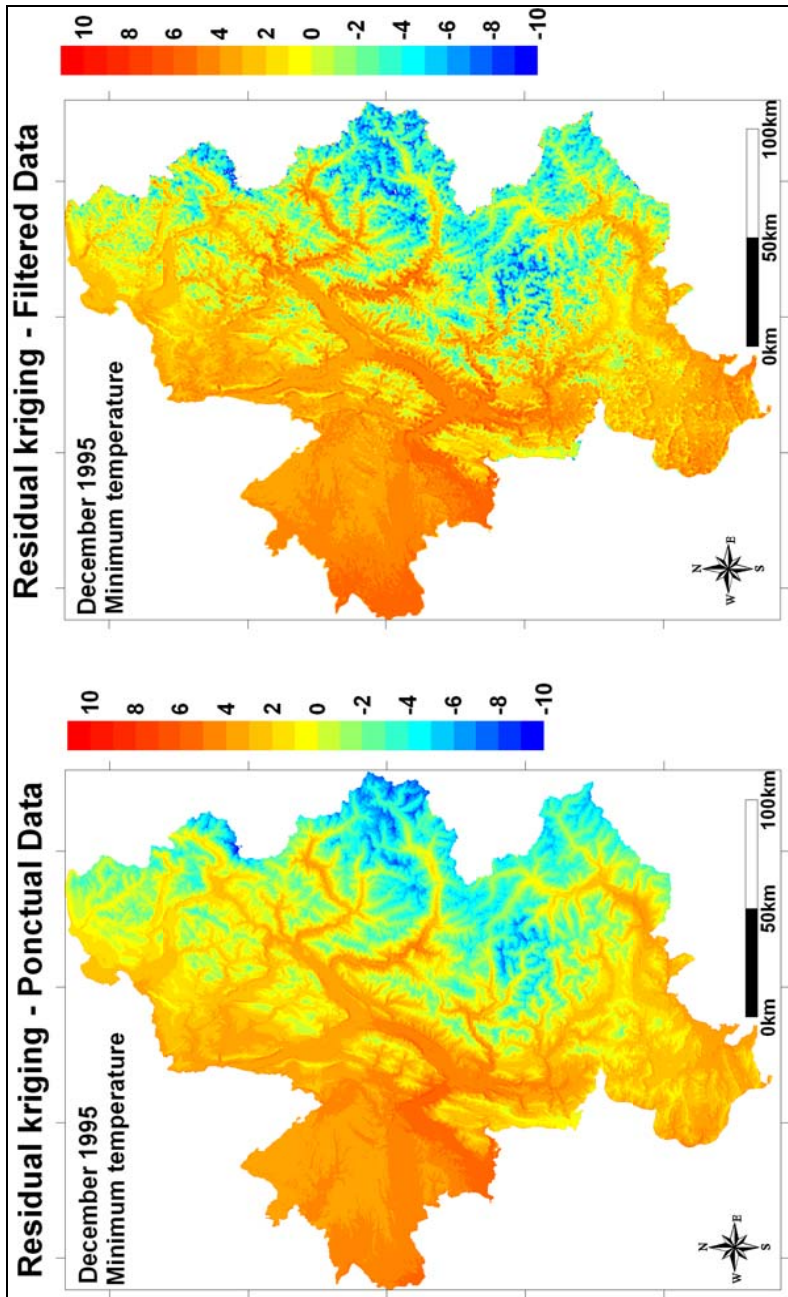 Residual kriging - Ponctual Data
December 1995
Minimum temperature
10
8
6
4
2
0
-2
-4
-6
-8
-10
N
W
E
S
0km
50km
100km
Residual kriging - Filtered Data
December 1995
Minimum temperature
10
8
6
4
2
0
-2
-4
-6
-8
-10
N
W
E
S
0km
50km
100km